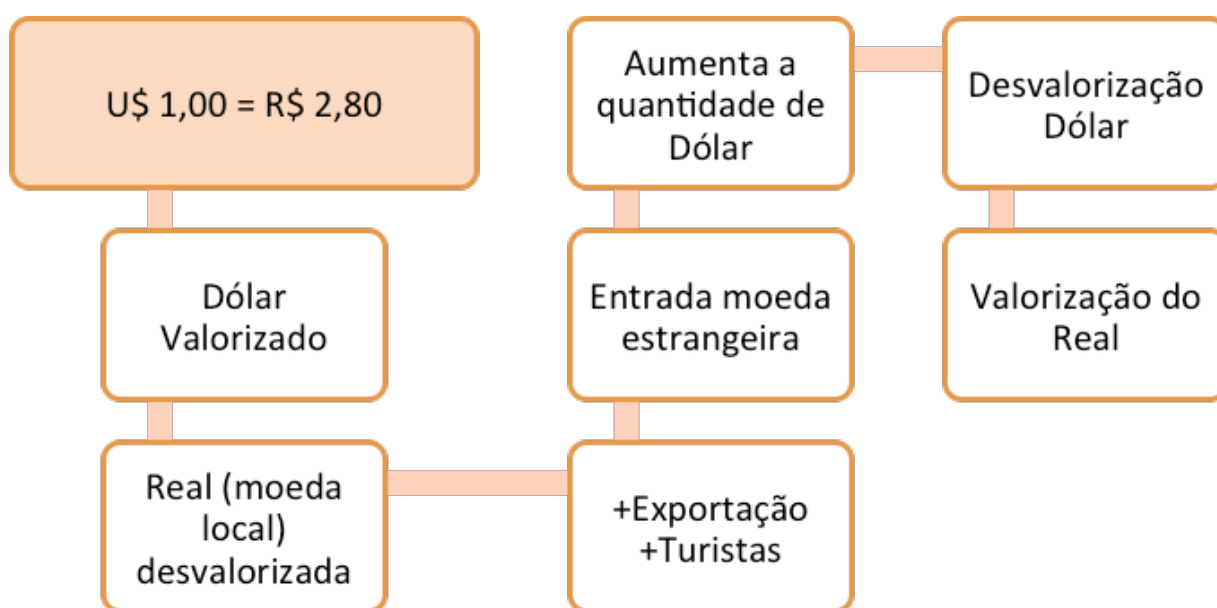 U$ 1,00 = R$ 2,80
Dólar
Valorizado
Real (moeda
local)
desvalorizada
+Exportação
+Turistas
Entrada moeda
estrangeira
Aumenta a
quantidade de
Dólar
Desvalorização
Dólar
Valorização do
Real